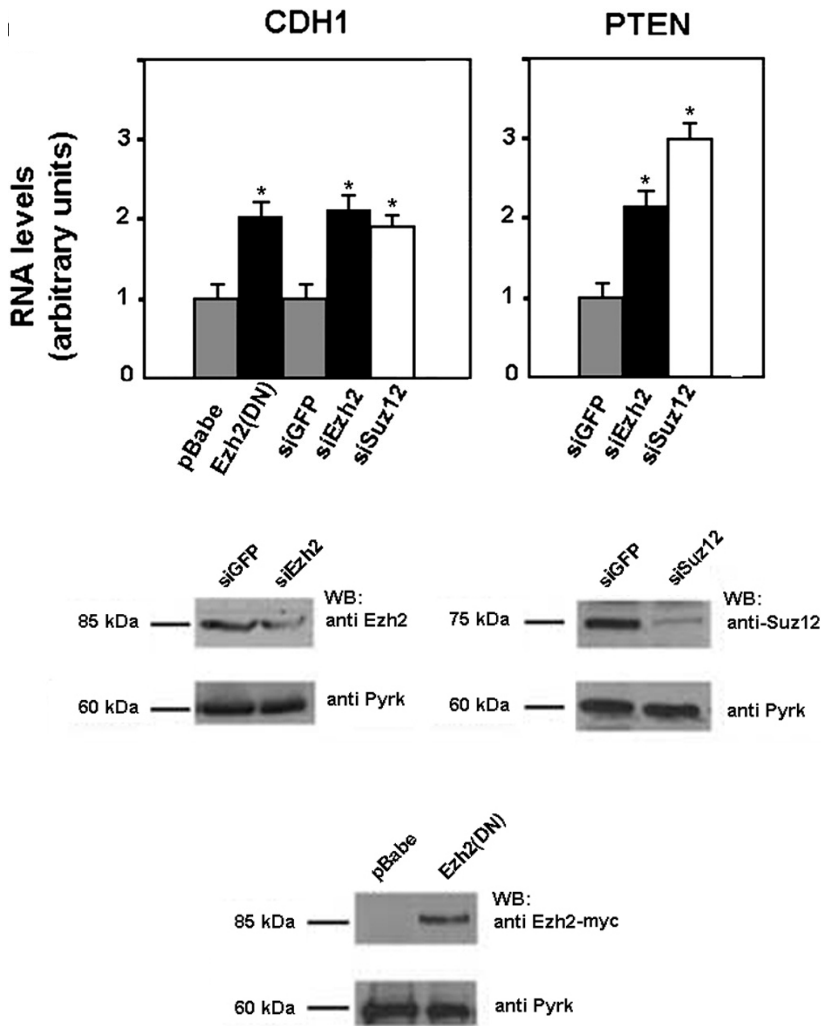 CDH1
PTEN
RNA levels
(arbitrary units)
3
2
1
0
* * *
pBabe
Ezh2(DN)
siGFP
siEzh2
siSuz12
3
2
1
0
* *
siGFP
siEzh2
siSuz12
siGFP siEzh2
WB:
85 kDa anti Ezh2
60 kDa anti Pyrk
siGFP siSuz12
WB:
75 kDa anti-Suz12
60 kDa anti Pyrk
pBabe Ezh2(DN)
WB:
85 kDa anti Ezh2-myc
60 kDa anti Pyrk